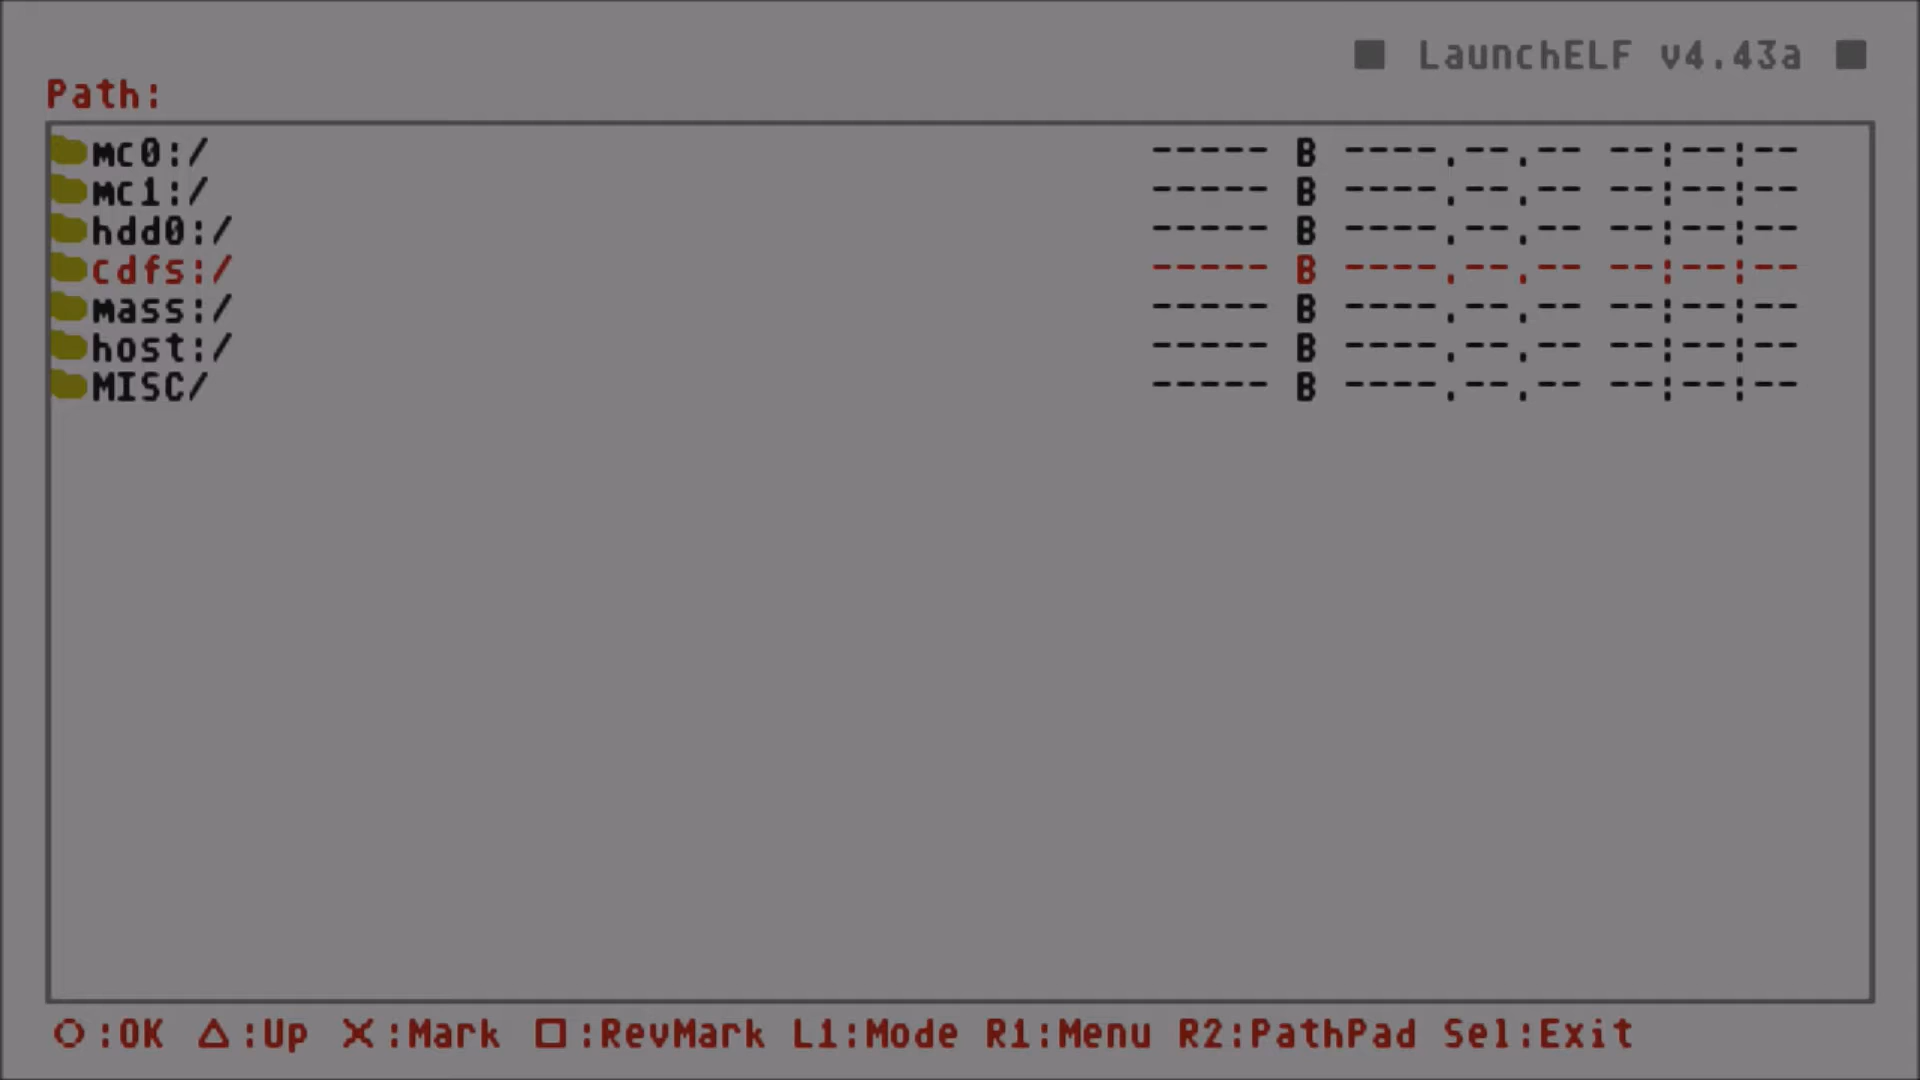 ■ LaunchELF v4.43a ■
Path:
mc0:/ ----- B ----.--.-- --:--:--
mc1:/ ----- B ----.--.-- --:--:--
hdd0:/ ----- B ----.--.-- --:--:--
cdfs:/ ----- B ----.--.-- --:--:--
mass:/ ----- B ----.--.-- --:--:--
host:/ ----- B ----.--.-- --:--:--
MISC/ ----- B ----.--.-- --:--:--
○:OK △:Up ×:Mark □:RevMark L1:Mode R1:Menu R2:PathPad Sel:Exit